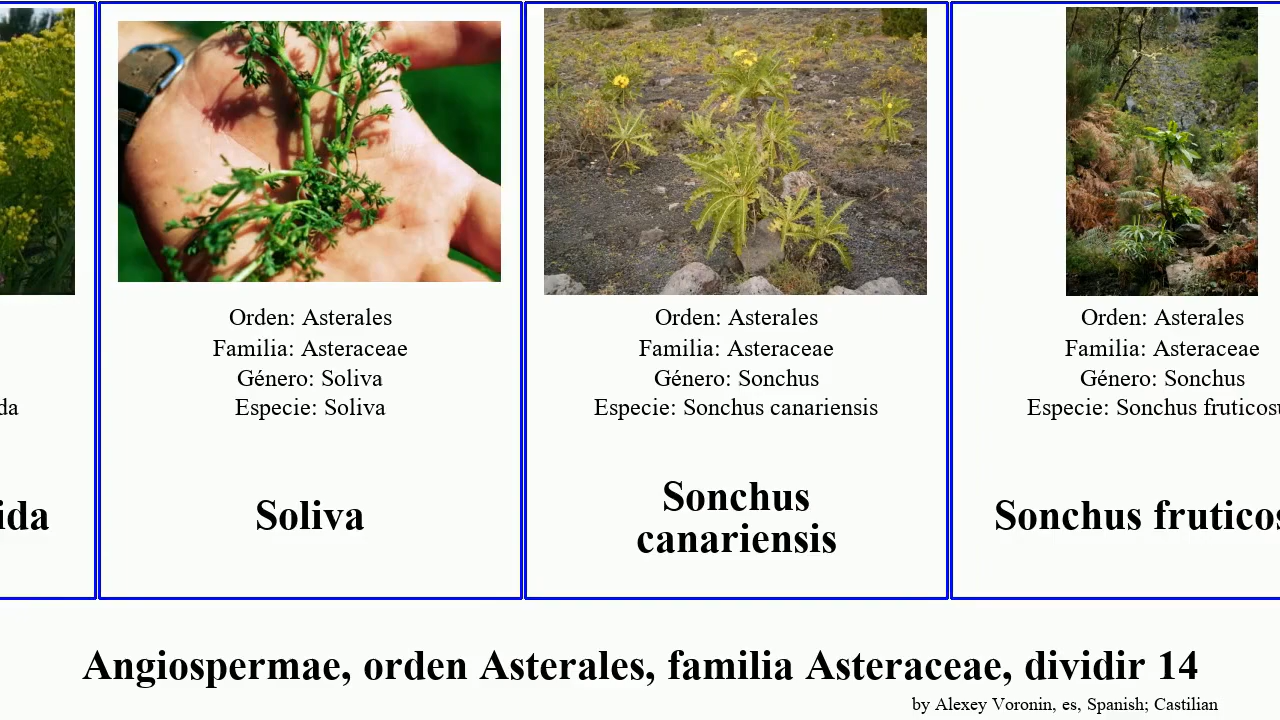 da
ida
Orden: Asterales
Familia: Asteraceae
Género: Soliva
Especie: Soliva
Soliva
Orden: Asterales
Familia: Asteraceae
Género: Sonchus
Especie: Sonchus canariensis
Sonchus
canariensis
Orden: Asterales
Familia: Asteraceae
Género: Sonchus
Especie: Sonchus fruticosu
Sonchus fruticos
Angiospermae, orden Asterales, familia Asteraceae, dividir 14
by Alexey Voronin, es, Spanish; Castilian